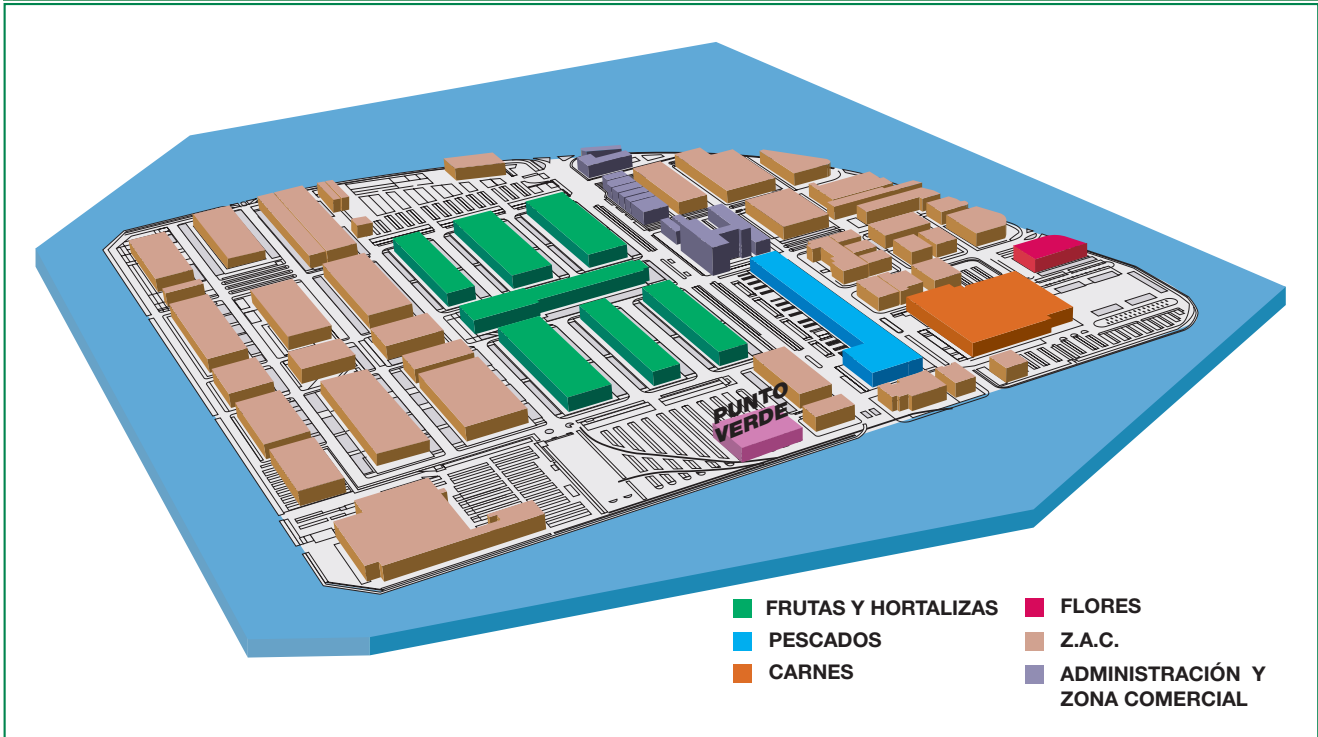 PUNTO
VERDE
FRUTAS Y HORTALIZAS
PESCADOS
CARNES
FLORES
Z.A.C.
ADMINISTRACIÓN Y
ZONA COMERCIAL